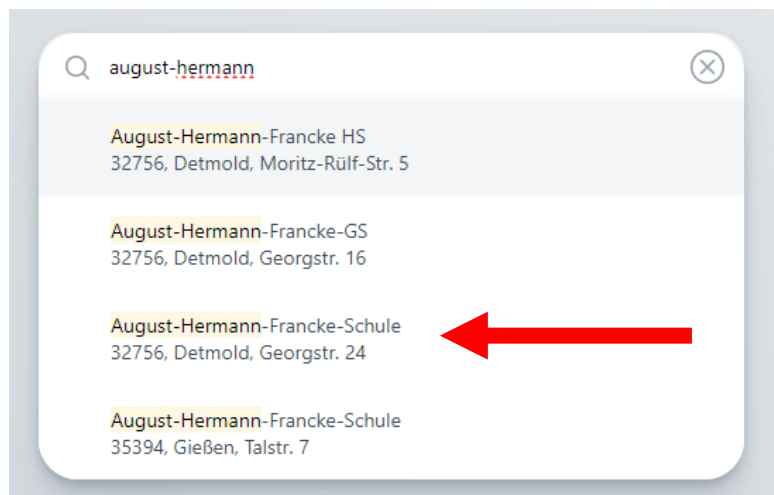 august-hermann
August-Hermann-Francke HS
32756, Detmold, Moritz-Rülf-Str. 5
August-Hermann-Francke-GS
32756, Detmold, Georgstr. 16
August-Hermann-Francke-Schule
32756, Detmold, Georgstr. 24
August-Hermann-Francke-Schule
35394, Gießen, Talstr. 7